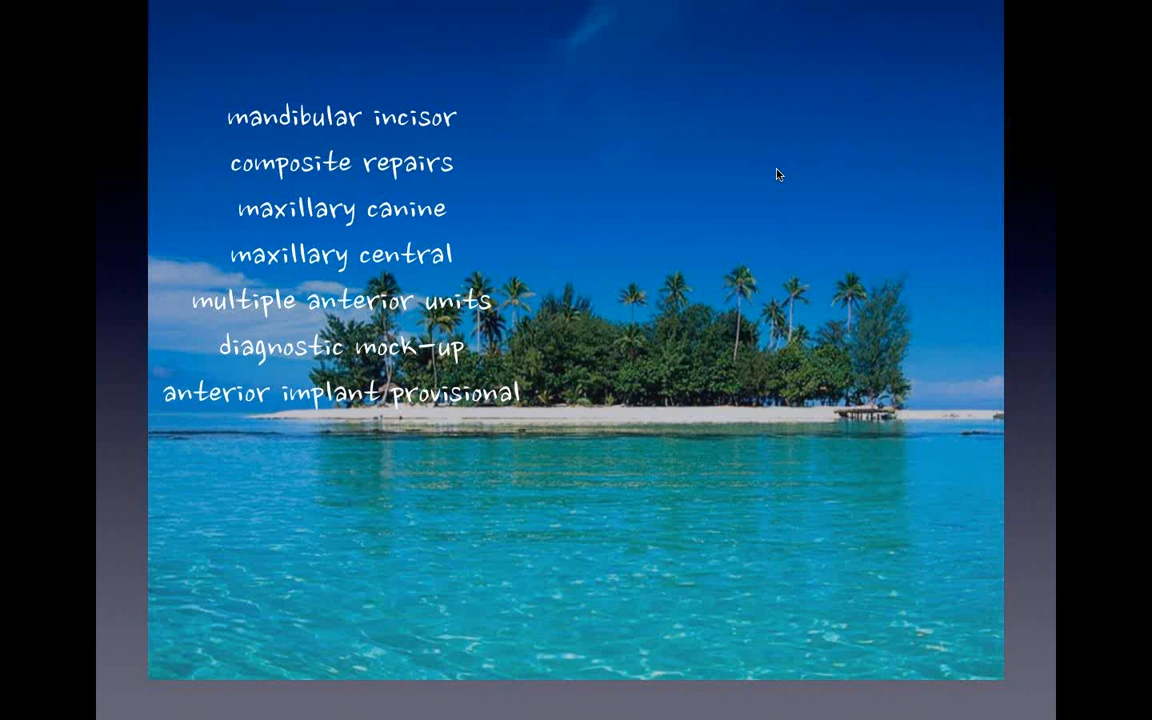 mandibular incisor
composite repairs
maxillary canine
maxillary central
multiple anterior units
diagnostic mock-up
anterior implant provisional